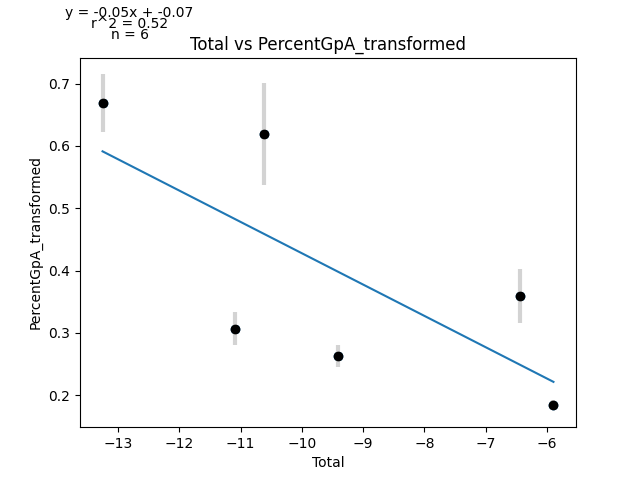 y = -0.05x + -0.07
r^2 = 0.52
n = 6
Total vs PercentGpA_transformed
PercentGpA_transformed
0.7
0.6
0.5
0.4
0.3
0.2
−13 −12 −11 −10 −9 −8 −7 −6
Total